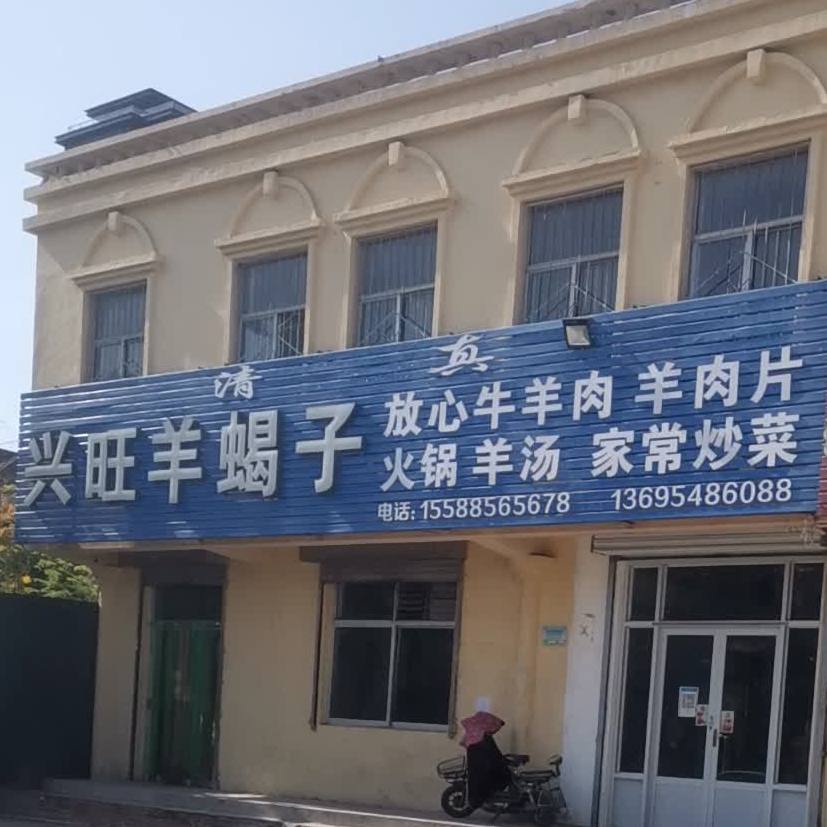 清真
兴旺羊蝎子
放心牛羊肉 羊肉片
火锅羊汤 家常炒菜
电话:15588565678 13695486088